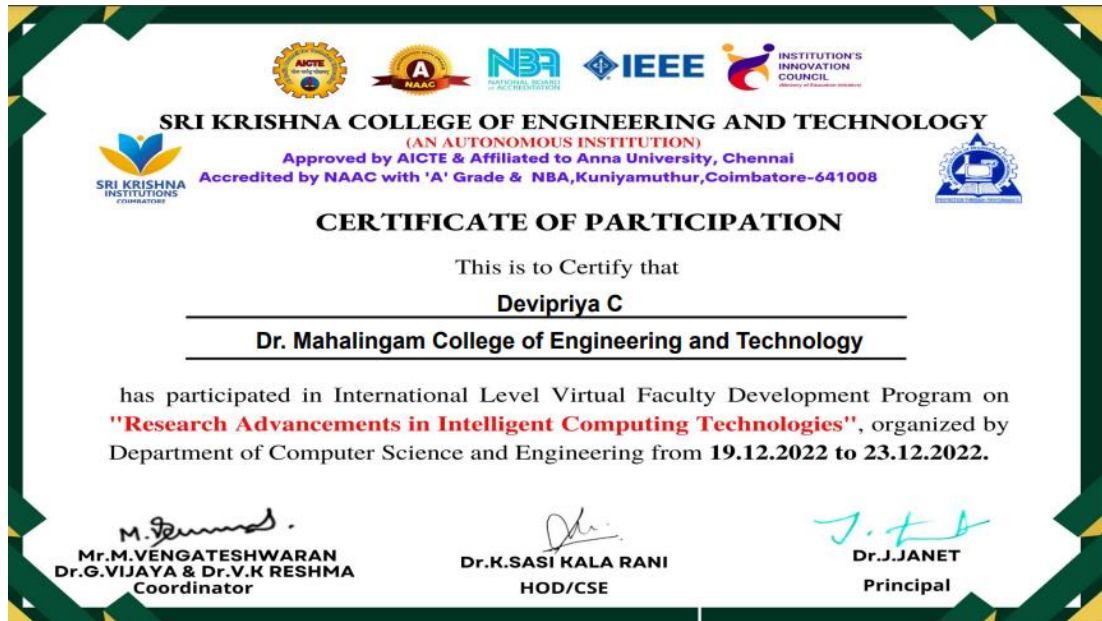 AICTE
A
NAAC
NBA
NATIONAL BOARD
of ACCREDITATION
IEEE
INSTITUTION'S
INNOVATION
COUNCIL
(Ministry of Education Initiative)
SRI KRISHNA COLLEGE OF ENGINEERING AND TECHNOLOGY
(AN AUTONOMOUS INSTITUTION)
Approved by AICTE & Affiliated to Anna University, Chennai
Accredited by NAAC with 'A' Grade & NBA,Kuniyamuthur,Coimbatore-641008
SRI KRISHNA
INSTITUTIONS
COIMBATORE
CERTIFICATE OF PARTICIPATION
This is to Certify that
Devipriya C
Dr. Mahalingam College of Engineering and Technology
has participated in International Level Virtual Faculty Development Program on
"Research Advancements in Intelligent Computing Technologies", organized by
Department of Computer Science and Engineering from 19.12.2022 to 23.12.2022.
Mr.M.VENGATESHWARAN
Dr.G.VIJAYA & Dr.V.K RESHMA
Coordinator
Dr.K.SASI KALA RANI
HOD/CSE
Dr.J.JANET
Principal